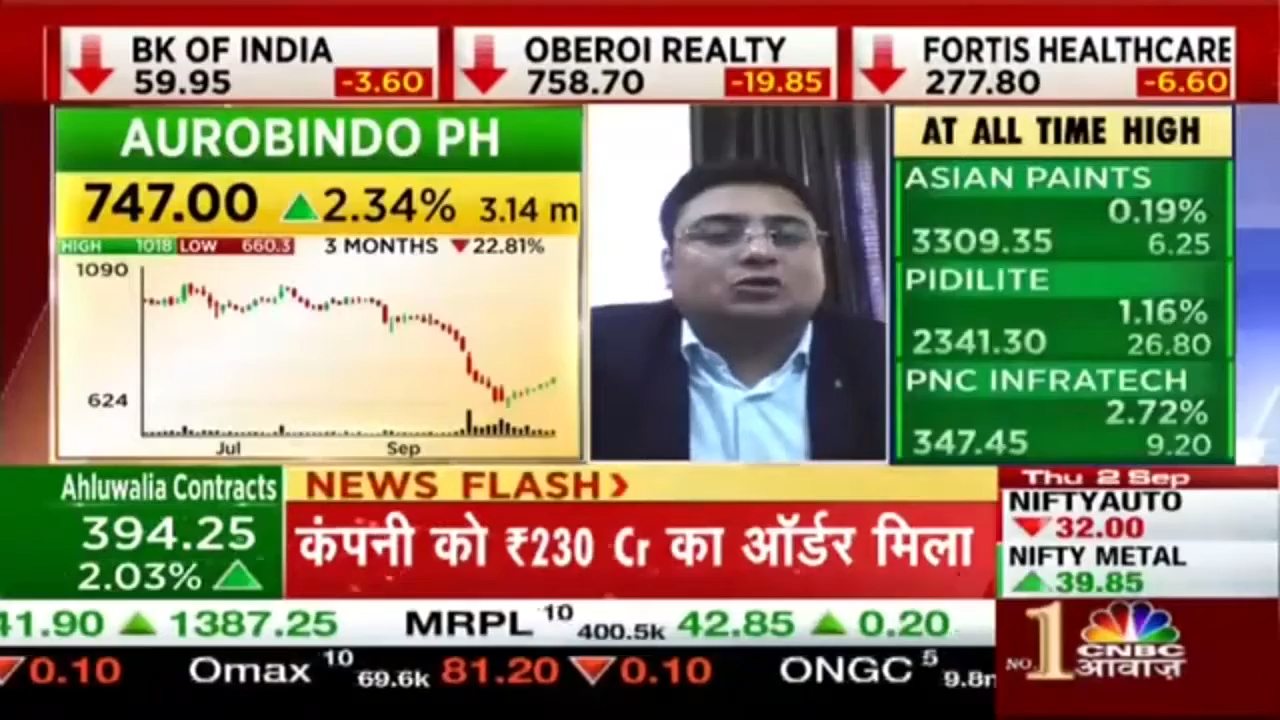 BK OF INDIA
59.95 -3.60
OBEROI REALTY
758.70 -19.85
FORTIS HEALTHCARE
277.80 -6.60
AUROBINDO PH
747.00 2.34% 3.14 m
HIGH 1018 LOW 660.3 3 MONTHS 22.81%
1090
624
Jul Sep
AT ALL TIME HIGH
ASIAN PAINTS
0.19%
3309.35 6.25
PIDILITE
1.16%
2341.30 26.80
PNC INFRATECH
2.72%
347.45 9.20
Ahluwalia Contracts
394.25
2.03%
NEWS FLASH
कंपनी को ₹230 Cr का ऑर्डर मिला
Thu 2 Sep
NIFTYAUTO
32.00
NIFTY METAL
39.85
41.90 1387.25 MRPL 10 400.5k 42.85 0.20
0.10 Omax 10 69.6k 81.20 0.10 ONGC 5 9.8m
NO.1 CNBC
आवाज़